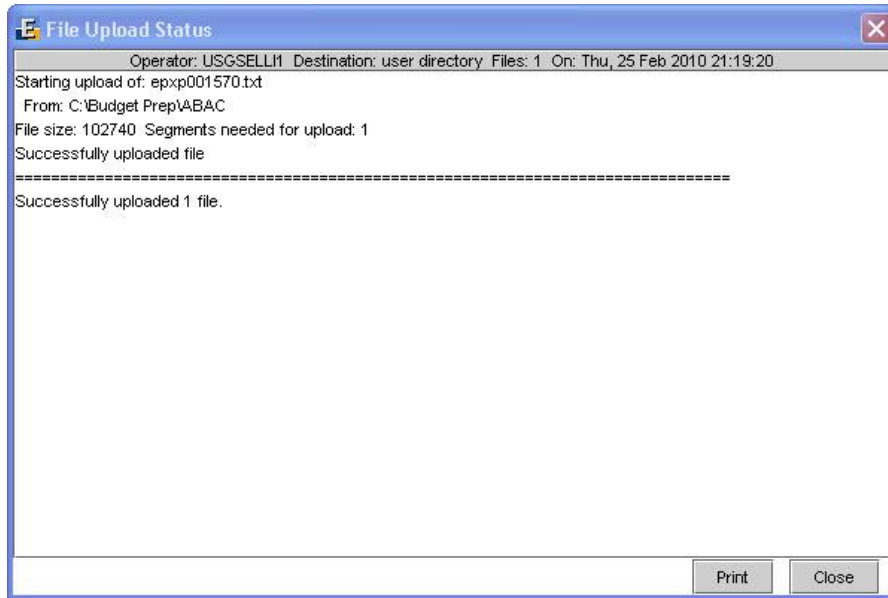 File Upload Status
Operator: USGSELLI1 Destination: user directory Files: 1 On: Thu, 25 Feb 2010 21:19:20
Starting upload of: epxp001570.txt
From: C:\Budget Prep\ABAC
File size: 102740 Segments needed for upload: 1
Successfully uploaded file
================================================================================
Successfully uploaded 1 file.
Print Close